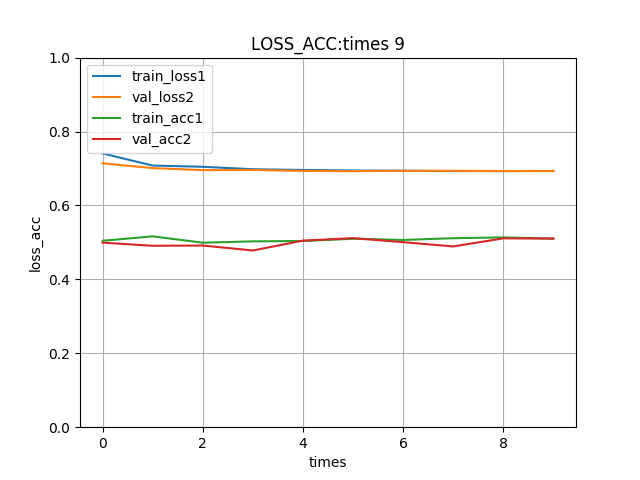 LOSS_ACC:times 9
1.0
0.8
0.6
0.4
0.2
0.0
loss_acc
train_loss1
val_loss2
train_acc1
val_acc2
0 2 4 6 8
times